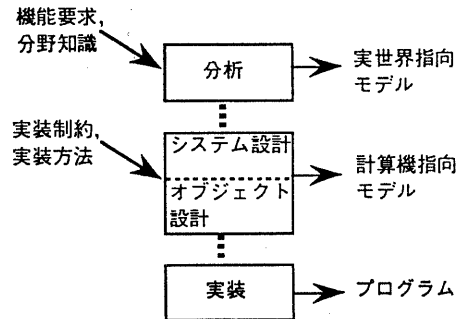 機能要求,
分野知識
分析
実世界指向
モデル
実装制約,
実装方法
システム設計
オブジェクト
設計
計算機指向
モデル
実装
プログラム